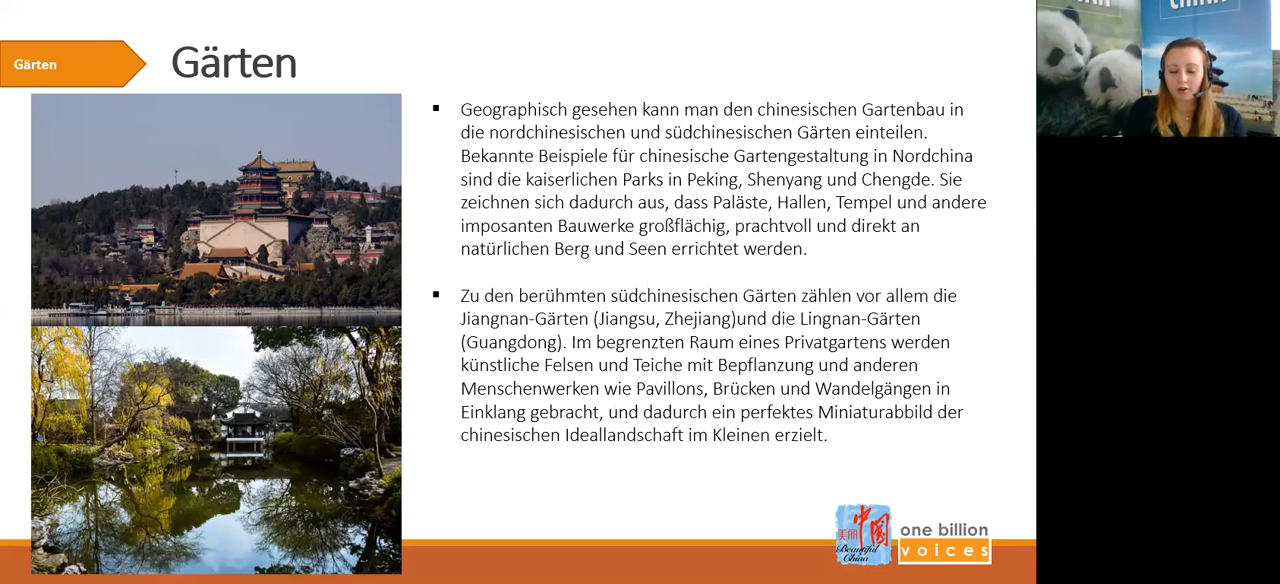 Gärten
Gärten
▪ Geographisch gesehen kann man den chinesischen Gartenbau in
die nordchinesischen und südchinesischen Gärten einteilen.
Bekannte Beispiele für chinesische Gartengestaltung in Nordchina
sind die kaiserlichen Parks in Peking, Shenyang und Chengde. Sie
zeichnen sich dadurch aus, dass Paläste, Hallen, Tempel und andere
imposanten Bauwerke großflächig, prachtvoll und direkt an
natürlichen Berg und Seen errichtet werden.
▪ Zu den berühmten südchinesischen Gärten zählen vor allem die
Jiangnan-Gärten (Jiangsu, Zhejiang)und die Lingnan-Gärten
(Guangdong). Im begrenzten Raum eines Privatgartens werden
künstliche Felsen und Teiche mit Bepflanzung und anderen
Menschenwerken wie Pavillons, Brücken und Wandelgängen in
Einklang gebracht, und dadurch ein perfektes Miniaturabbild der
chinesischen Ideallandschaft im Kleinen erzielt.
美丽
中国
Beautiful
China
one billion
voices